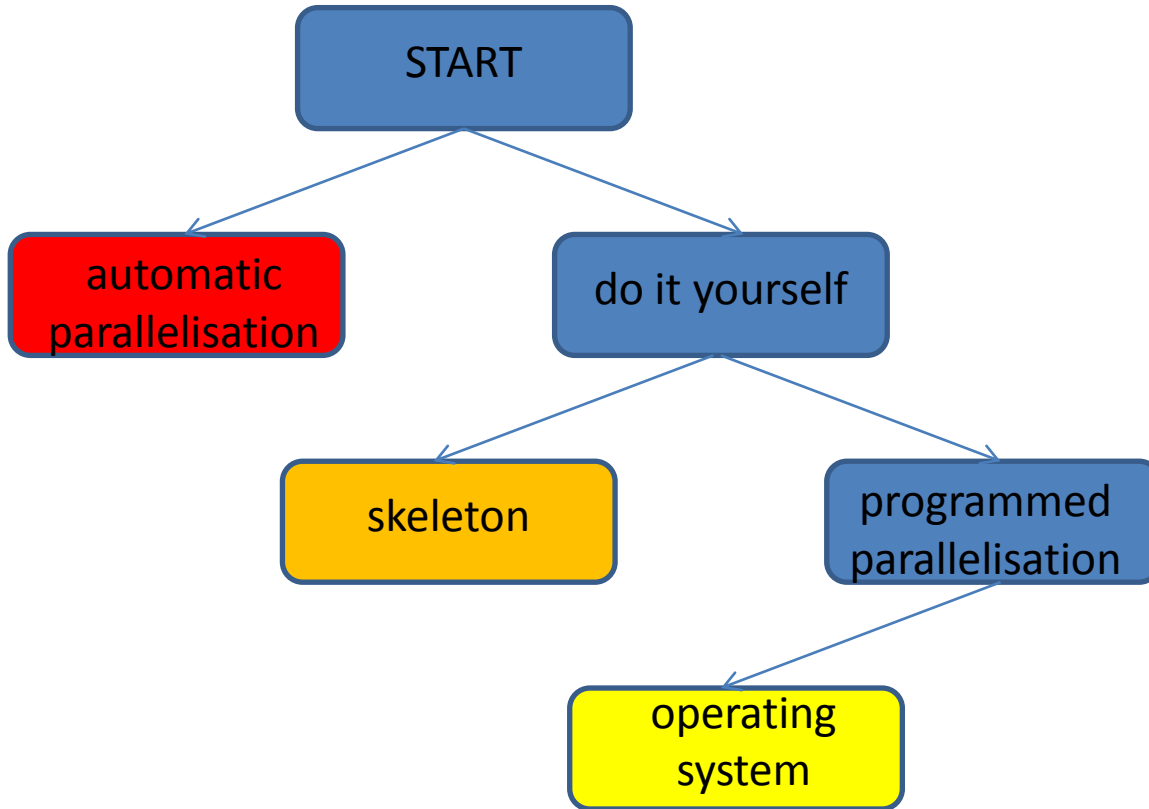 START
automatic
parallelisation
do it yourself
skeleton
programmed
parallelisation
operating
system